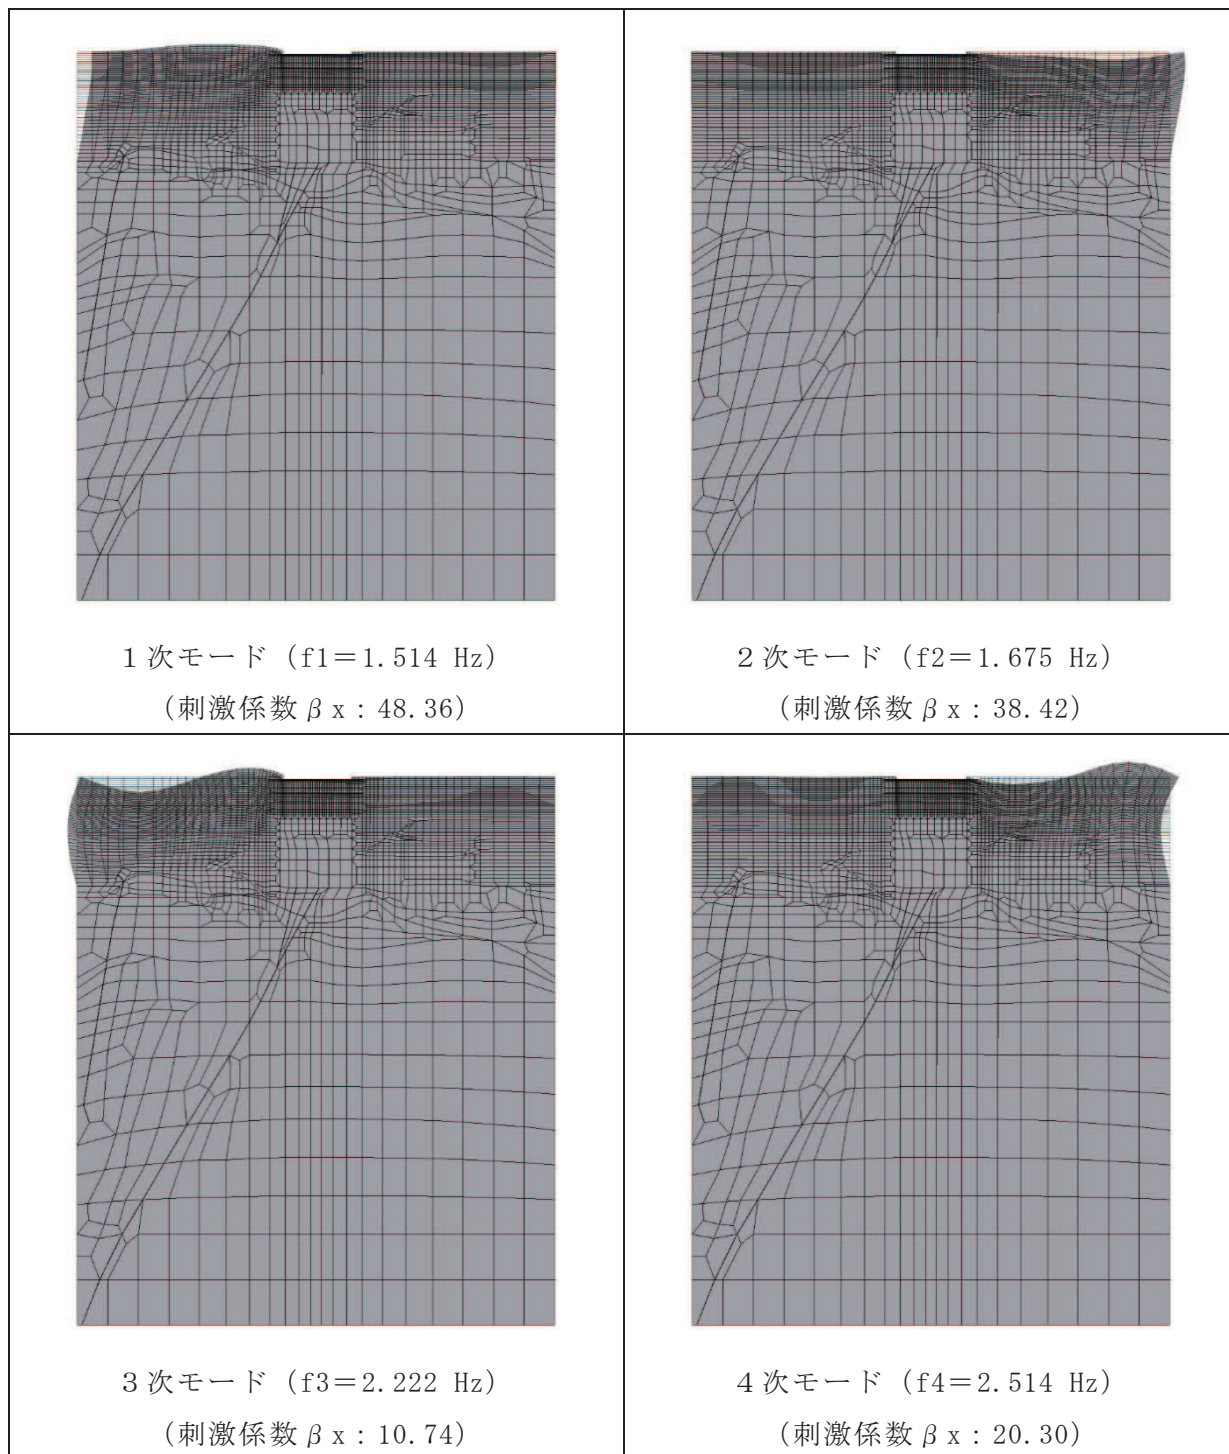 1次モード（f1＝1.514 Hz）
（刺激係数βx：48.36）
2次モード（f2＝1.675 Hz）
（刺激係数βx：38.42）
3次モード（f3＝2.222 Hz）
（刺激係数βx：10.74）
4次モード（f4＝2.514 Hz）
（刺激係数βx：20.30）